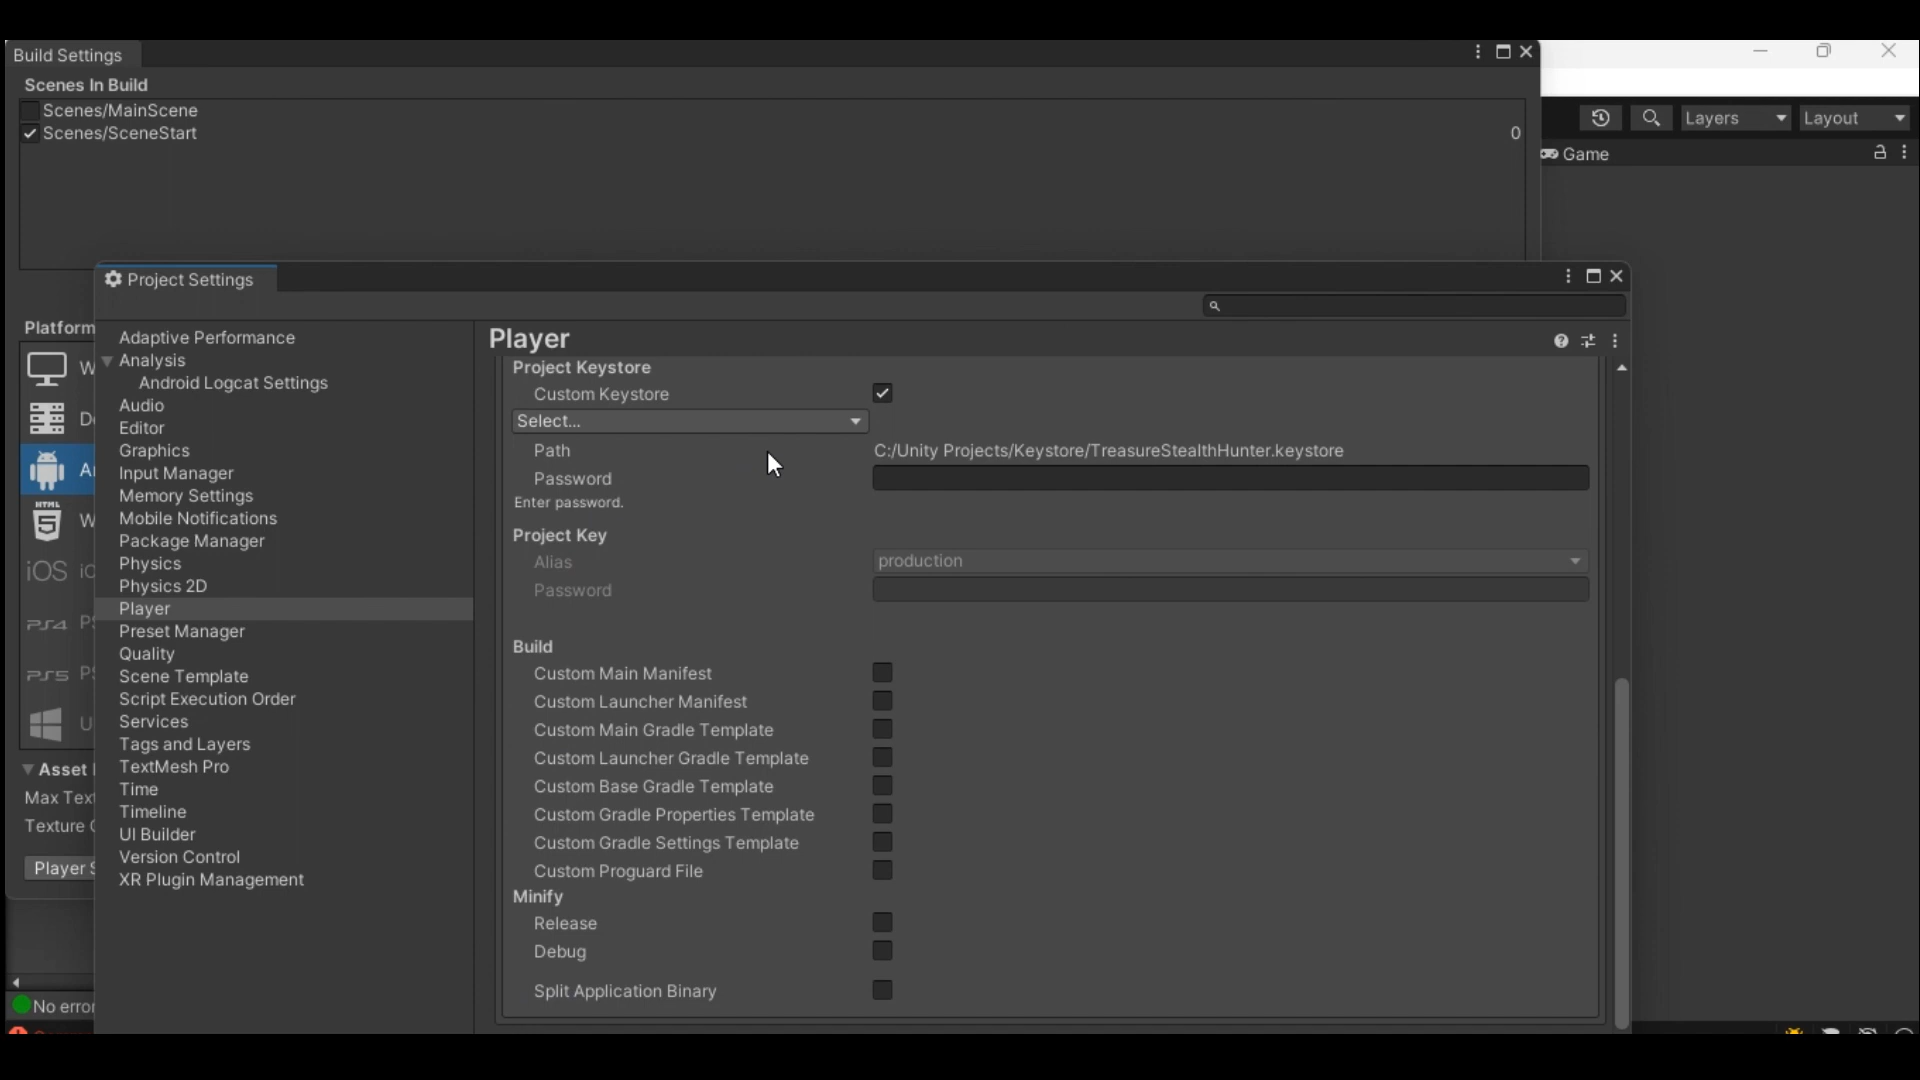 Build Settings
Scenes In Build
Scenes/MainScene
Scenes/SceneStart
0
Layers
Layout
Game
Project Settings
Platform
W
D
A
HTML
5
W
iOS
PS4
P
PS5
U
Asset
Max Tex
Texture
Player S
No error
Adaptive Performance
Analysis
Android Logcat Settings
Audio
Editor
Graphics
Input Manager
Memory Settings
Mobile Notifications
Package Manager
Physics
Physics 2D
Player
Preset Manager
Quality
Scene Template
Script Execution Order
Services
Tags and Layers
TextMesh Pro
Time
Timeline
UI Builder
Version Control
XR Plugin Management
Player
Project Keystore
Custom Keystore
Select...
Path C:/Unity Projects/Keystore/TreasureStealthHunter.keystore
Password
Enter password.
Project Key
Alias production
Password
Build
Custom Main Manifest
Custom Launcher Manifest
Custom Main Gradle Template
Custom Launcher Gradle Template
Custom Base Gradle Template
Custom Gradle Properties Template
Custom Gradle Settings Template
Custom Proguard File
Minify
Release
Debug
Split Application Binary